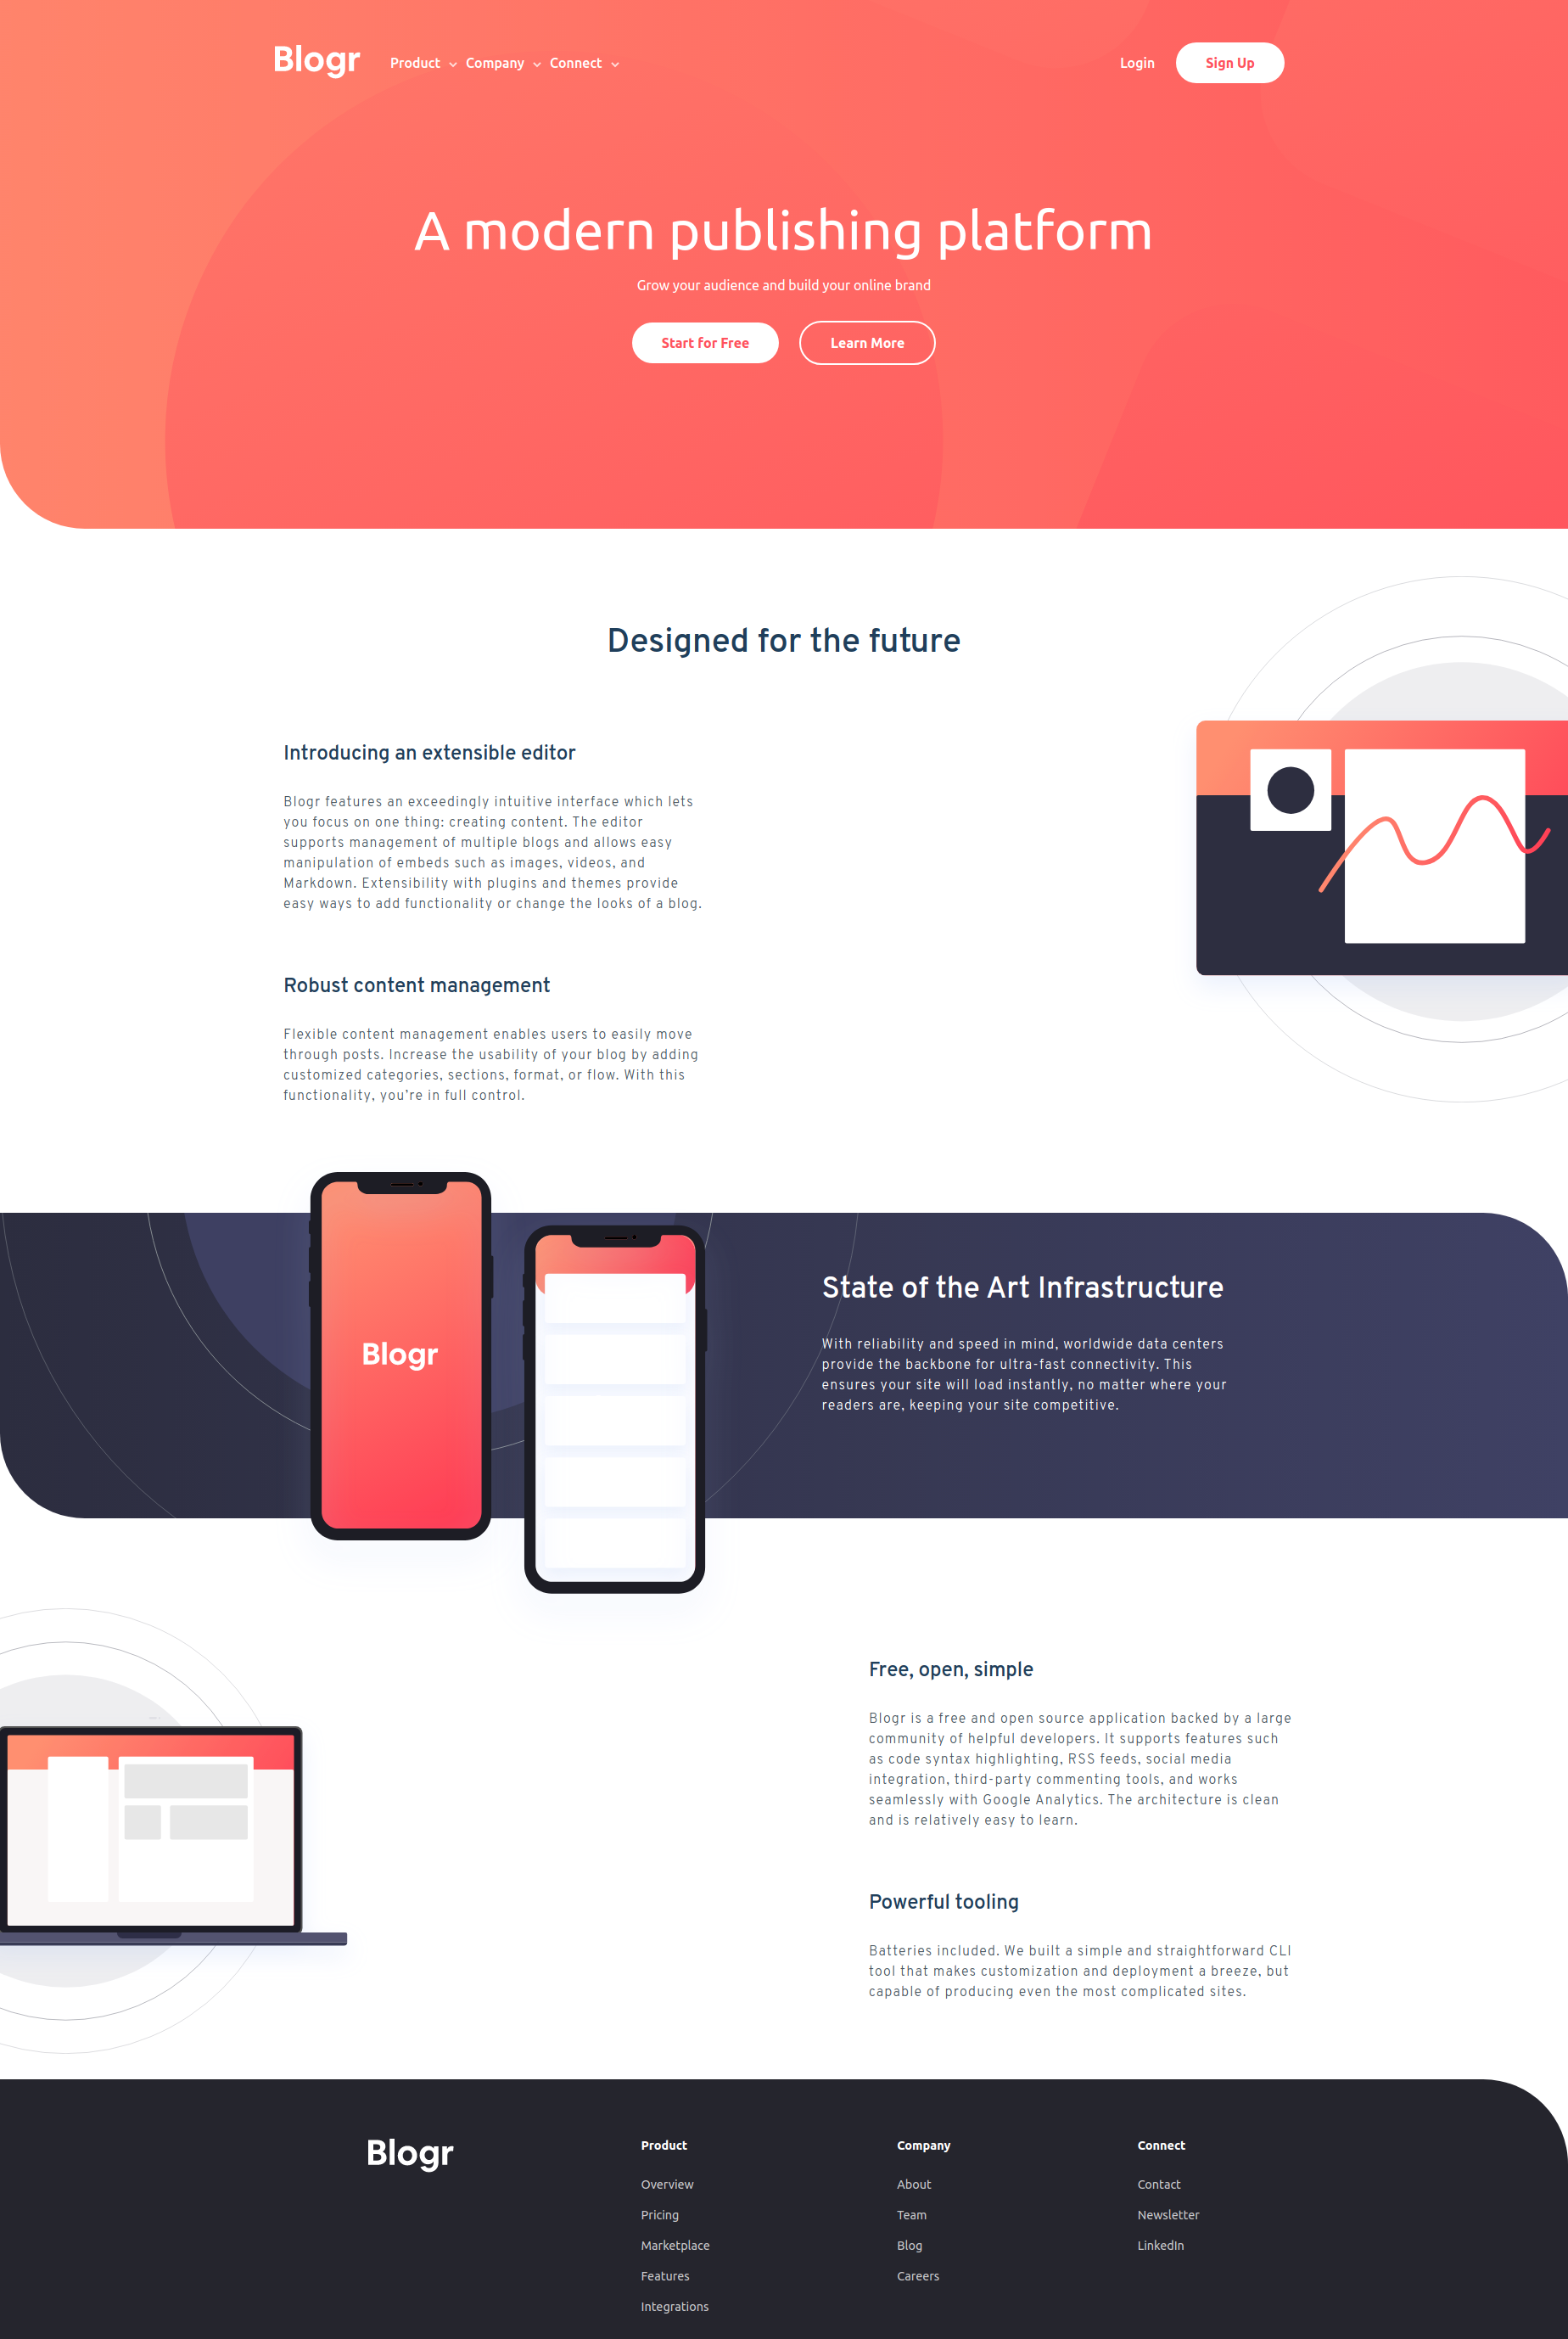 Blogr Product Company Connect Login Sign Up
A modern publishing platform
Grow your audience and build your online brand
Start for Free Learn More
Designed for the future
Introducing an extensible editor
Blogr features an exceedingly intuitive interface which lets
you focus on one thing: creating content. The editor
supports management of multiple blogs and allows easy
manipulation of embeds such as images, videos, and
Markdown. Extensibility with plugins and themes provide
easy ways to add functionality or change the looks of a blog.
Robust content management
Flexible content management enables users to easily move
through posts. Increase the usability of your blog by adding
customized categories, sections, format, or flow. With this
functionality, you’re in full control.
Blogr
State of the Art Infrastructure
With reliability and speed in mind, worldwide data centers
provide the backbone for ultra-fast connectivity. This
ensures your site will load instantly, no matter where your
readers are, keeping your site competitive.
Free, open, simple
Blogr is a free and open source application backed by a large
community of helpful developers. It supports features such
as code syntax highlighting, RSS feeds, social media
integration, third-party commenting tools, and works
seamlessly with Google Analytics. The architecture is clean
and is relatively easy to learn.
Powerful tooling
Batteries included. We built a simple and straightforward CLI
tool that makes customization and deployment a breeze, but
capable of producing even the most complicated sites.
Blogr
Product
Overview
Pricing
Marketplace
Features
Integrations
Company
About
Team
Blog
Careers
Connect
Contact
Newsletter
LinkedIn